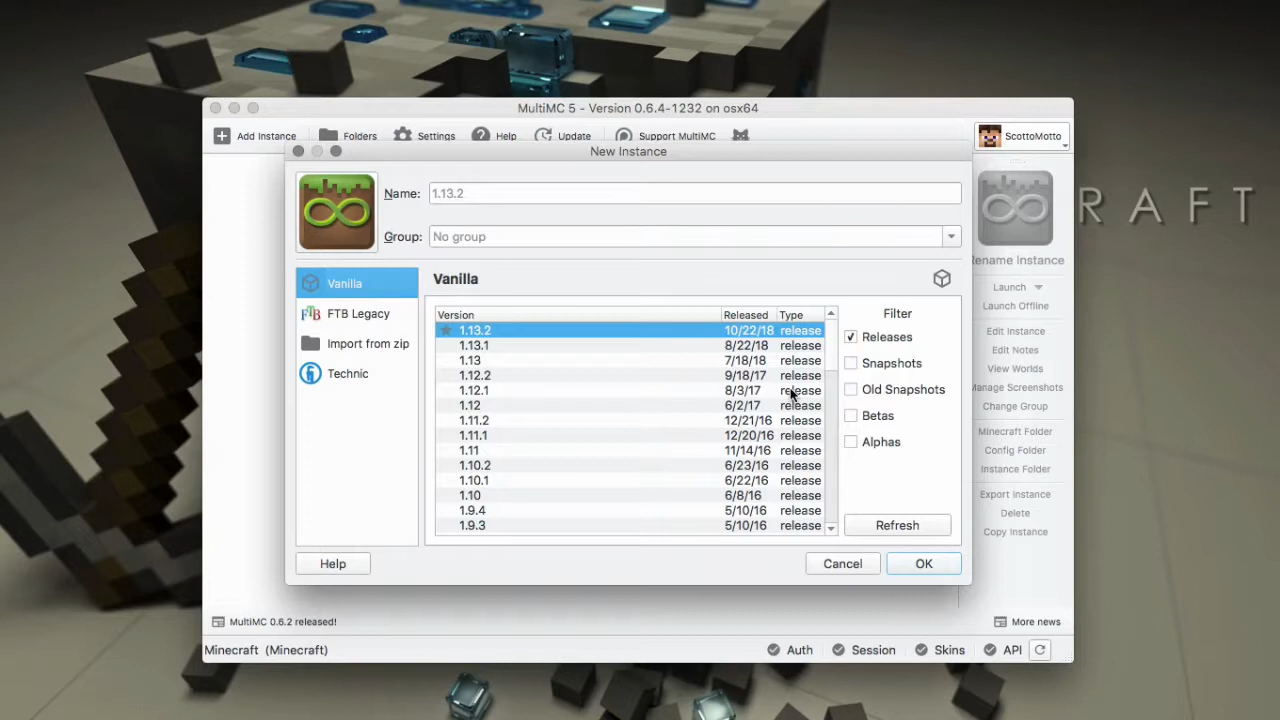 MultiMC 5 - Version 0.6.4-1232 on osx64
Add Instance Folders Settings Help Update Support MultiMC ScottoMotto
New Instance
Name: 1.13.2
Group: No group
RAFT
Rename Instance
Launch
Launch Offline
Edit Instance
Edit Notes
View Worlds
Manage Screenshots
Change Group
Minecraft Folder
Config Folder
Instance Folder
Export Instance
Delete
Copy Instance
Vanilla
FTB Legacy
Import from zip
Technic
Vanilla
Version Released Type
1.13.2 10/22/18 release
1.13.1 8/22/18 release
1.13 7/18/18 release
1.12.2 9/18/17 release
1.12.1 8/3/17 release
1.12 6/2/17 release
1.11.2 12/21/16 release
1.11.1 12/20/16 release
1.11 11/14/16 release
1.10.2 6/23/16 release
1.10.1 6/22/16 release
1.10 6/8/16 release
1.9.4 5/10/16 release
1.9.3 5/10/16 release
Filter
Releases
Snapshots
Old Snapshots
Betas
Alphas
Refresh
Help Cancel OK
MultiMC 0.6.2 released! More news
Minecraft (Minecraft) Auth Session Skins API